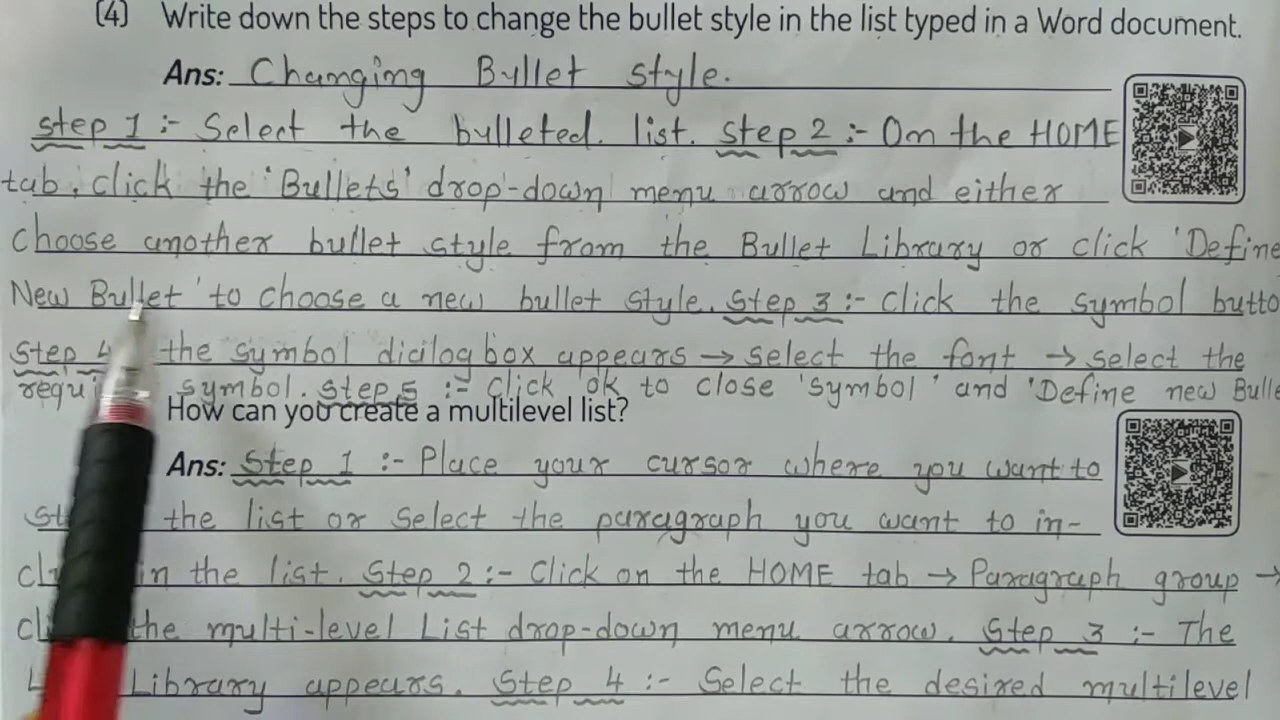 (4) Write down the steps to change the bullet style in the list typed in a Word document.
Ans: Changing Bullet style.
step 1 :- Select the bulleted. list. step 2 :- On the HOME
tab, click the 'Bullets' drop-down menu arrow and either
choose another bullet style from the Bullet Library or click 'Define
New Bullet' to choose a new bullet style. Step 3 :- click the symbol butto
Step 4 the symbol dialog box appears → select the font → select the
requi symbol. step 5 :- click ok to close 'symbol' and 'Define new Bulle
How can you create a multilevel list?
Ans: Step 1 :- Place your cursor where you want to
st the list or select the paragraph you want to in-
clu in the list. Step 2 :- Click on the HOME tab → Paragraph group →
cli the multi-level List drop-down menu arrow. Step 3 :- The
Library appears. Step 4 :- Select the desired multilevel